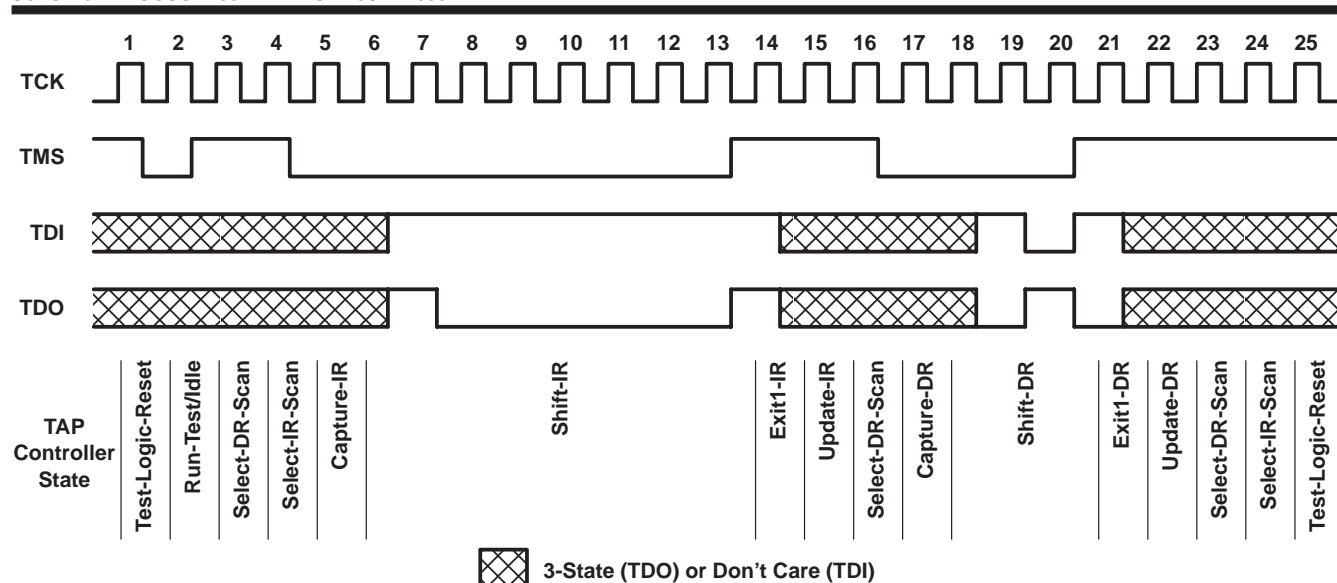 1 2 3 4 5 6 7 8 9 10 11 12 13 14 15 16 17 18 19 20 21 22 23 24 25
TCK
TMS
TDI
TDO
TAP
Controller
State
Test-Logic-Reset
Run-Test/Idle
Select-DR-Scan
Select-IR-Scan
Capture-IR
Shift-IR
Exit1-IR
Update-IR
Select-DR-Scan
Capture-DR
Shift-DR
Exit1-DR
Update-DR
Select-DR-Scan
Select-IR-Scan
Test-Logic-Reset
3-State (TDO) or Don't Care (TDI)